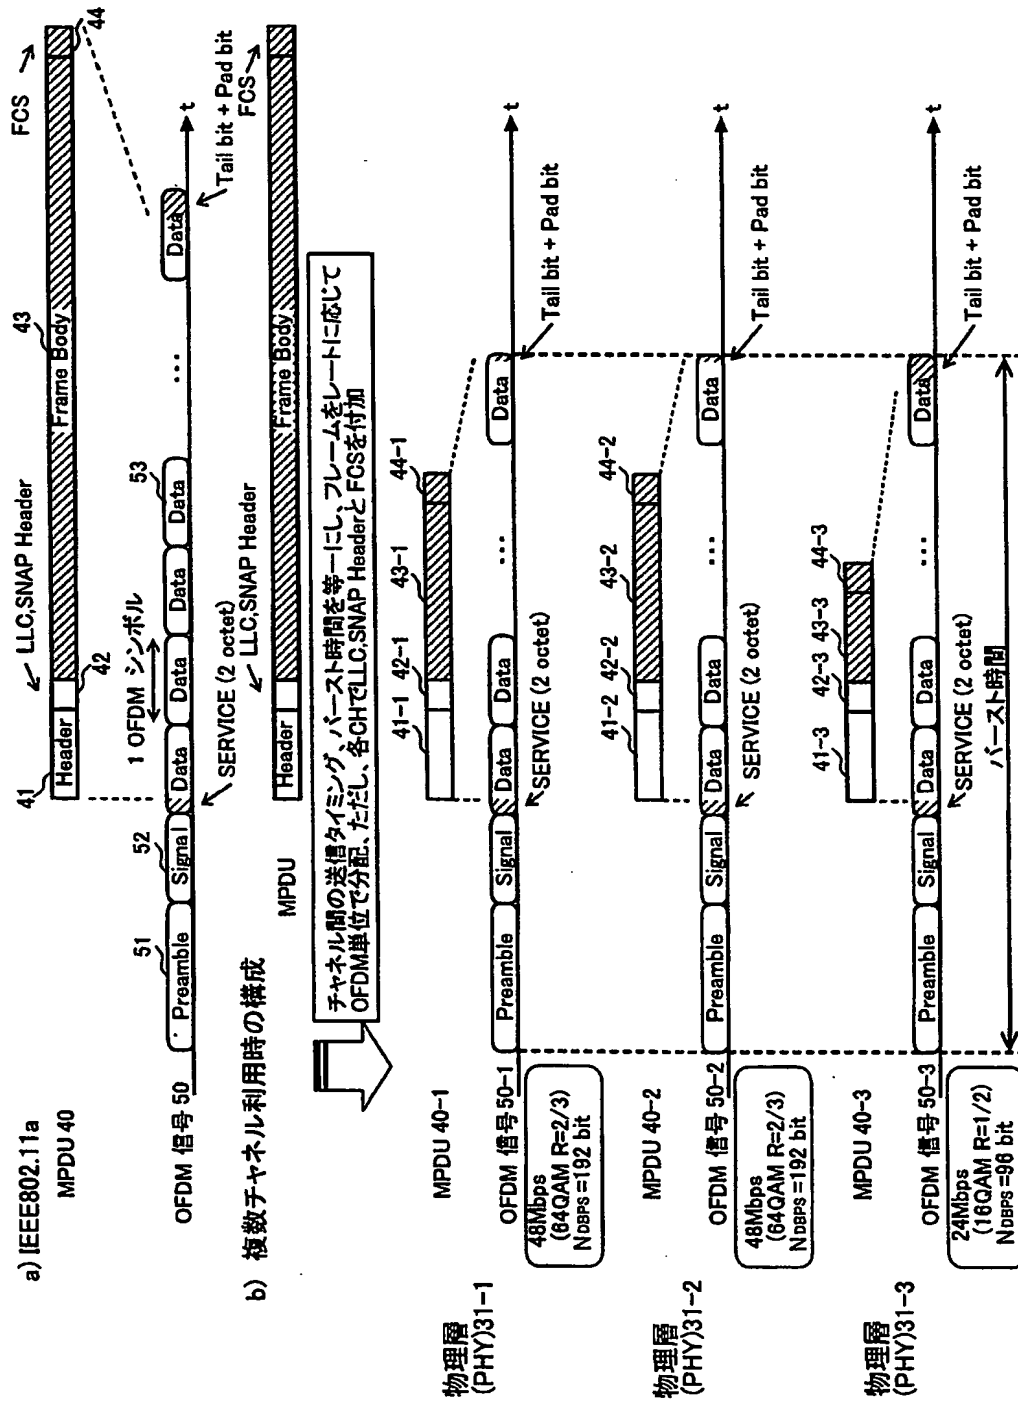 a) IEEE802.11a
MPDU 40
41
Header
42
LLC,SNAP Header
43
Frame Body
FCS
44
1 OFDM シンボル
OFDM 信号 50
51
Preamble
52
Signal
Data
Data
Data
53
Data
...
Data
t
SERVICE (2 octet)
Tail bit + Pad bit
b) 複数チャネル利用時の構成
MPDU
Header
LLC,SNAP Header
Frame Body
FCS
チャネル間の送信タイミング、バースト時間を等一にし、フレームをレートに応じて
OFDM単位で分配、ただし、各CHでLLC,SNAP HeaderとFCSを付加
物理層
(PHY)31-1
MPDU 40-1
41-1
42-1
43-1
44-1
OFDM 信号 50-1
Preamble
Signal
Data
Data
...
Data
t
SERVICE (2 octet)
Tail bit + Pad bit
48Mbps
(64QAM R=2/3)
NDBPS =192 bit
物理層
(PHY)31-2
MPDU 40-2
41-2
42-2
43-2
44-2
OFDM 信号 50-2
Preamble
Signal
Data
Data
...
Data
t
SERVICE (2 octet)
Tail bit + Pad bit
48Mbps
(64QAM R=2/3)
NDBPS =192 bit
物理層
(PHY)31-3
MPDU 40-3
41-3
42-3
43-3
44-3
OFDM 信号 50-3
Preamble
Signal
Data
Data
...
Data
t
SERVICE (2 octet)
Tail bit + Pad bit
24Mbps
(16QAM R=1/2)
NDBPS =96 bit
バースト時間